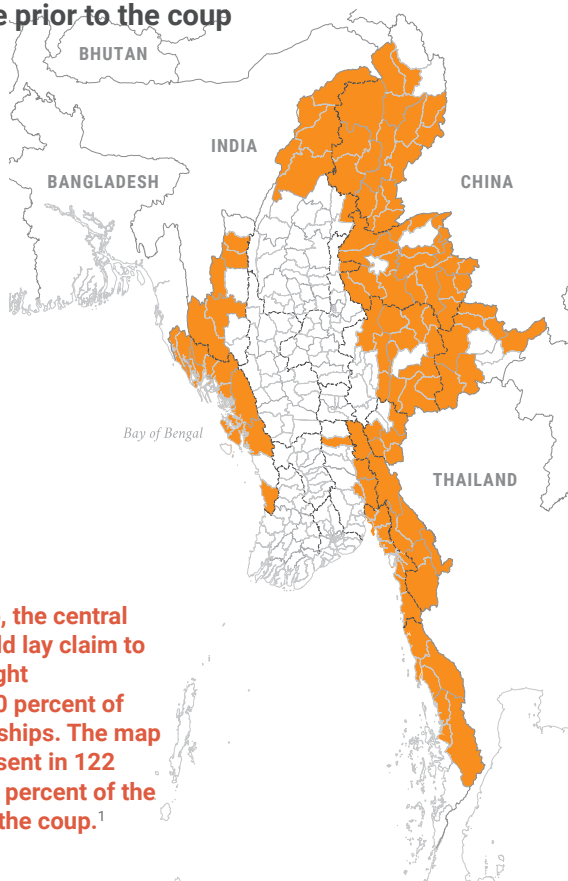 e prior to the coup
BHUTAN
INDIA
BANGLADESH
CHINA
Bay of Bengal
THAILAND
, the central
ld lay claim to
ght
0 percent of
ships. The map
sent in 122
percent of the
the coup.¹